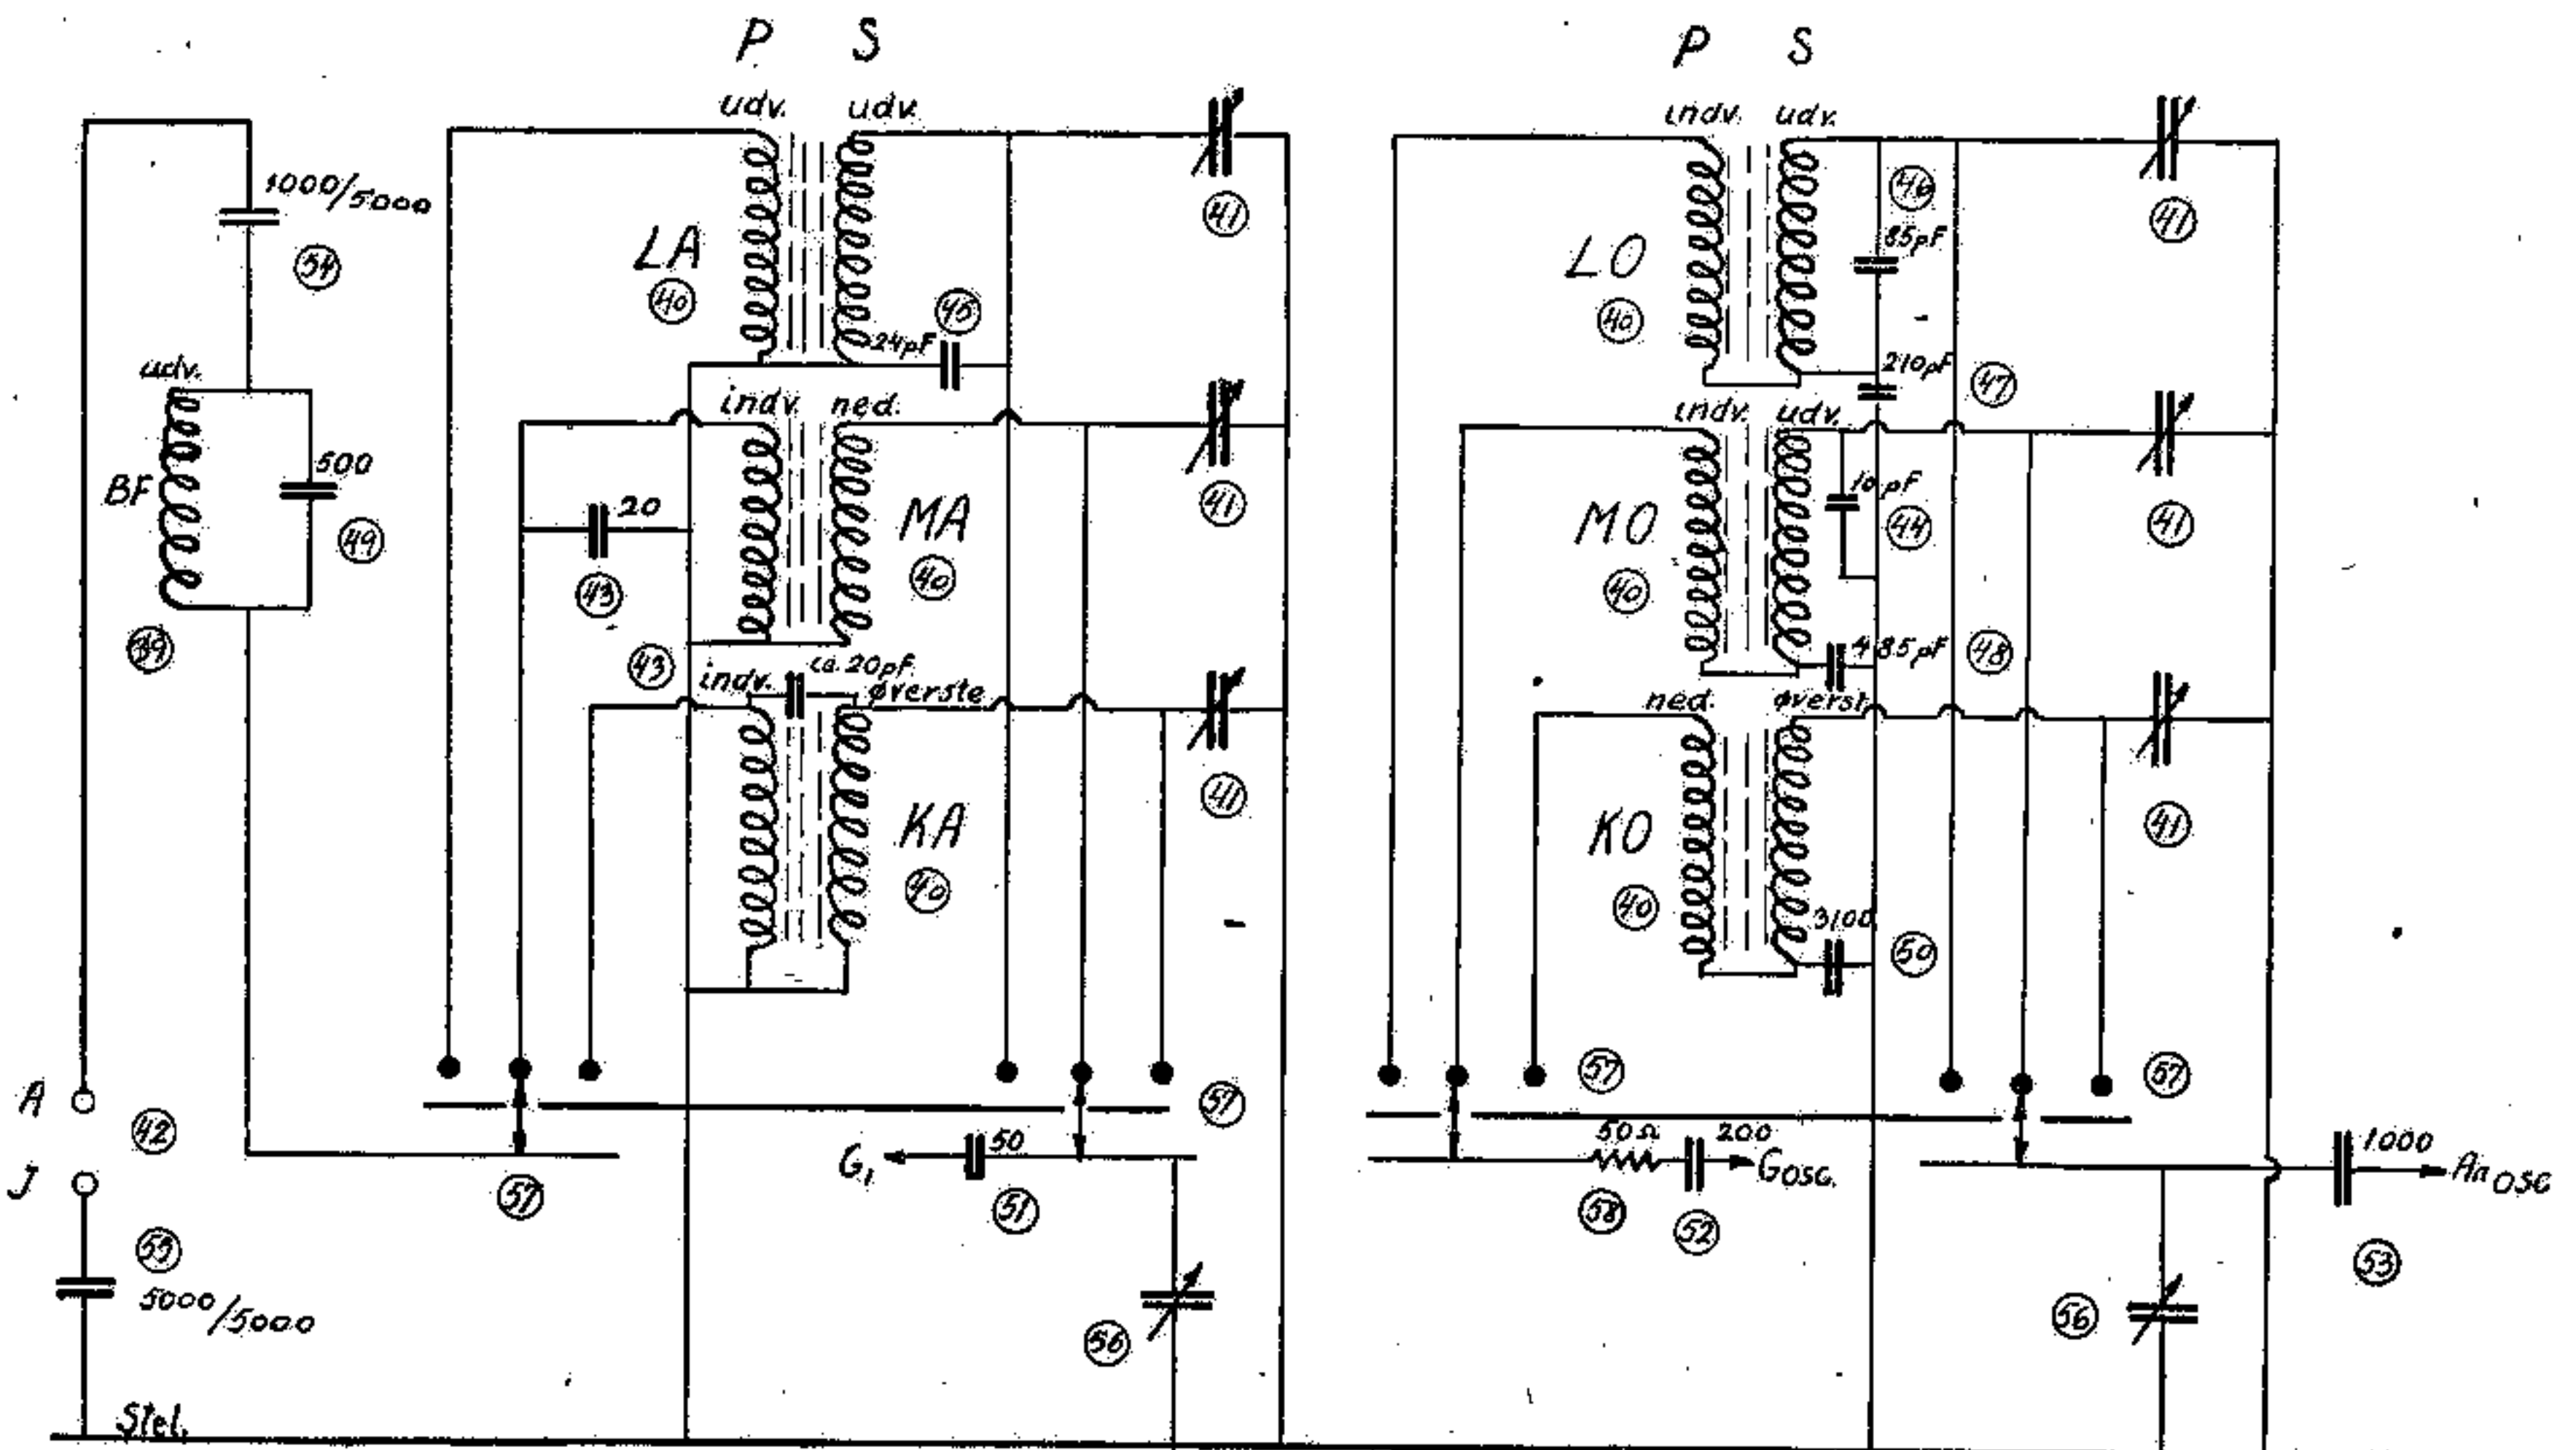 P S
P S
udv. udv.
indv. udv.
1000/5000
54
41
46
41
85pF
LA
40
LO
40
45
24pF
210pF
47
udv.
indv. ned.
indv. udv.
BF
500
49
20
43
MA
40
41
MO
40
10pF
44
41
39
43
ca. 20pF
indv. øverste
485pF
48
ned. øverst
KA
40
41
KO
40
41
3100
50
A
42
J
57
57
57
57
G1
50
51
50Ω 200
58
52
GOSC.
1000
An OSC
53
55
5000/5000
56
56
Stel.